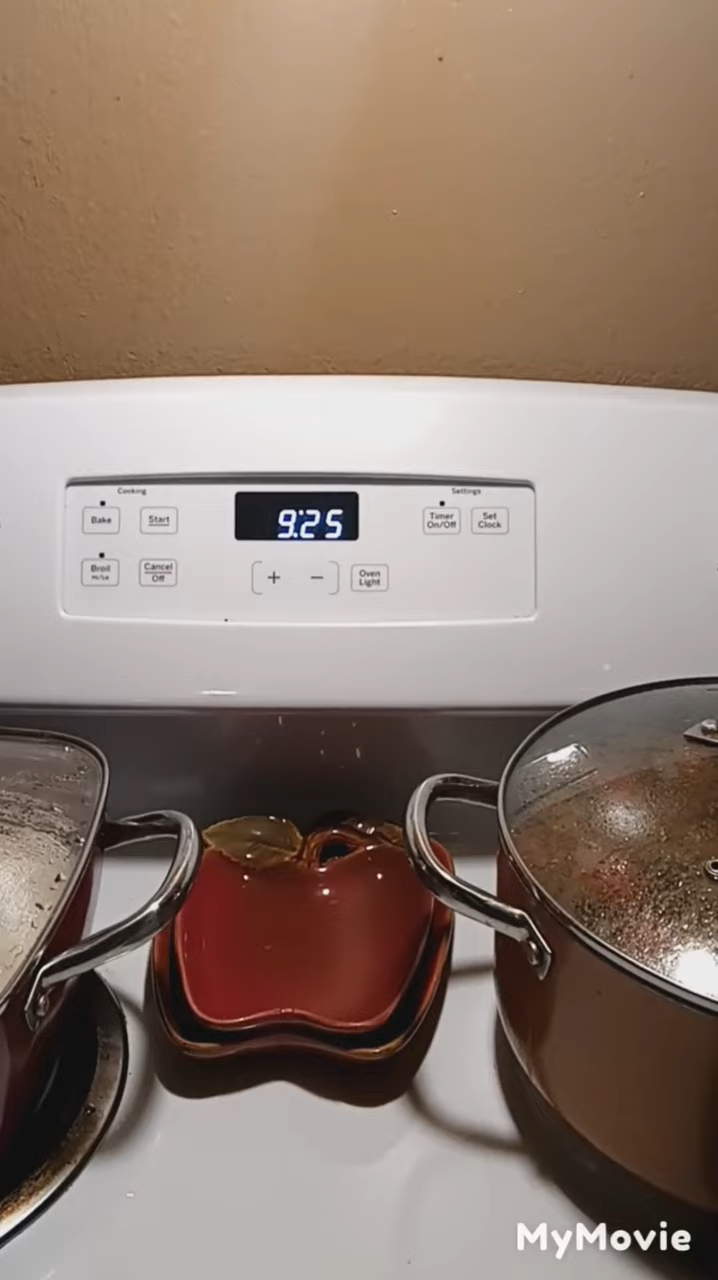 Cooking
Settings
Bake
Start
9:25
Timer
On/Off
Set
Clock
Broil
Hi/Lo
Cancel
Off
+
−
Oven
Light
MyMovie